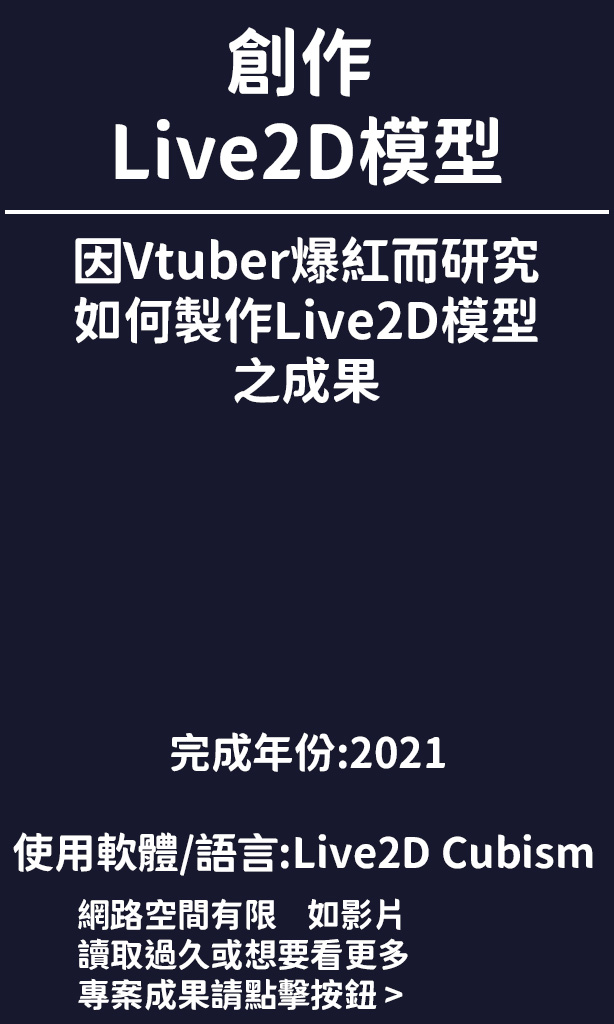 創作
Live2D模型
因Vtuber爆紅而研究
如何製作Live2D模型
之成果
完成年份:2021
使用軟體/語言:Live2D Cubism
網路空間有限　如影片
讀取過久或想要看更多
專案成果請點擊按鈕 >